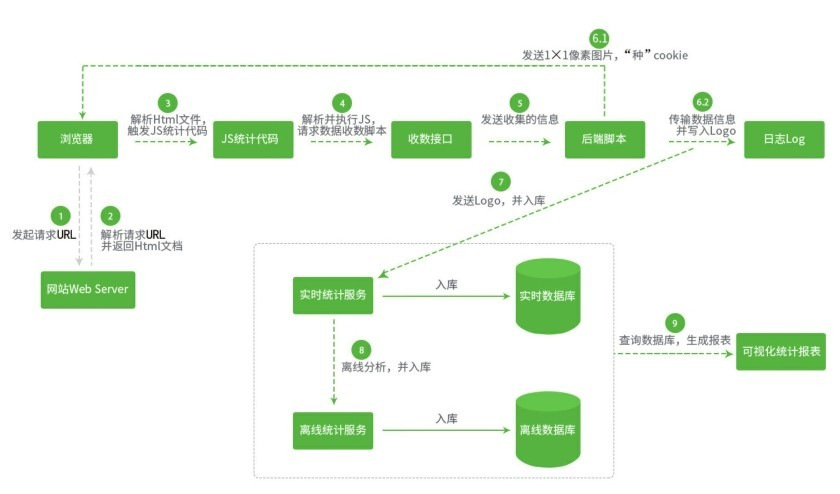 6.1
发送1×1像素图片，“种”cookie
3
解析Html文件，
触发JS统计代码
4
解析并执行JS，
请求数据收数脚本
5
发送收集的信息
6.2
传输数据信息
并写入Logo
浏览器
JS统计代码
收数接口
后端脚本
日志Log
7
发送Logo，并入库
1
发起请求URL
2
解析请求URL
并返回Html文档
网站Web Server
实时统计服务
入库
实时数据库
8
离线分析，并入库
9
查询数据库，生成报表
可视化统计报表
离线统计服务
入库
离线数据库